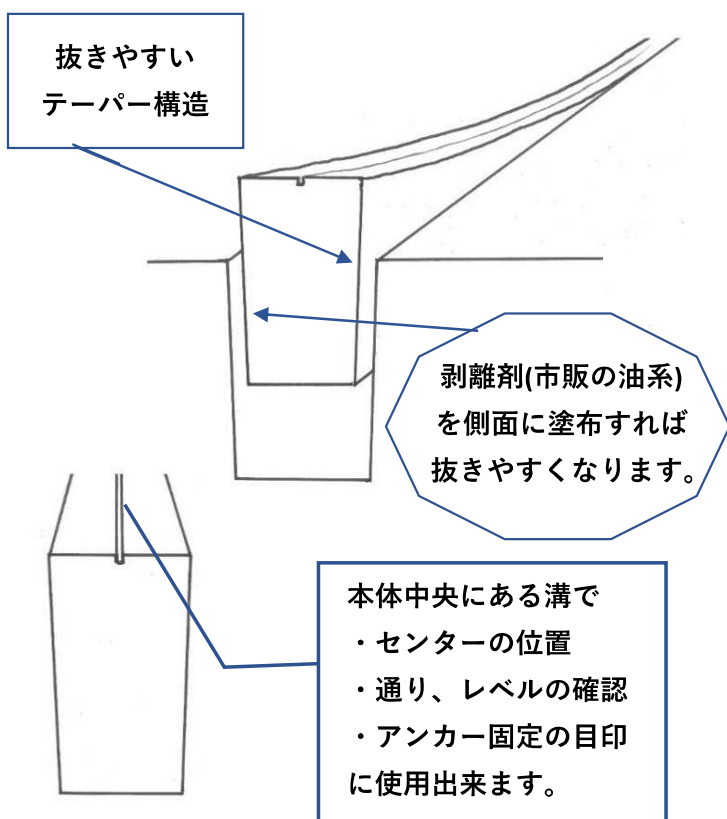 抜きやすい
テーパー構造
剥離剤(市販の油系)
を側面に塗布すれば
抜きやすくなります。
本体中央にある溝で
・センターの位置
・通り、レベルの確認
・アンカー固定の目印
に使用出来ます。